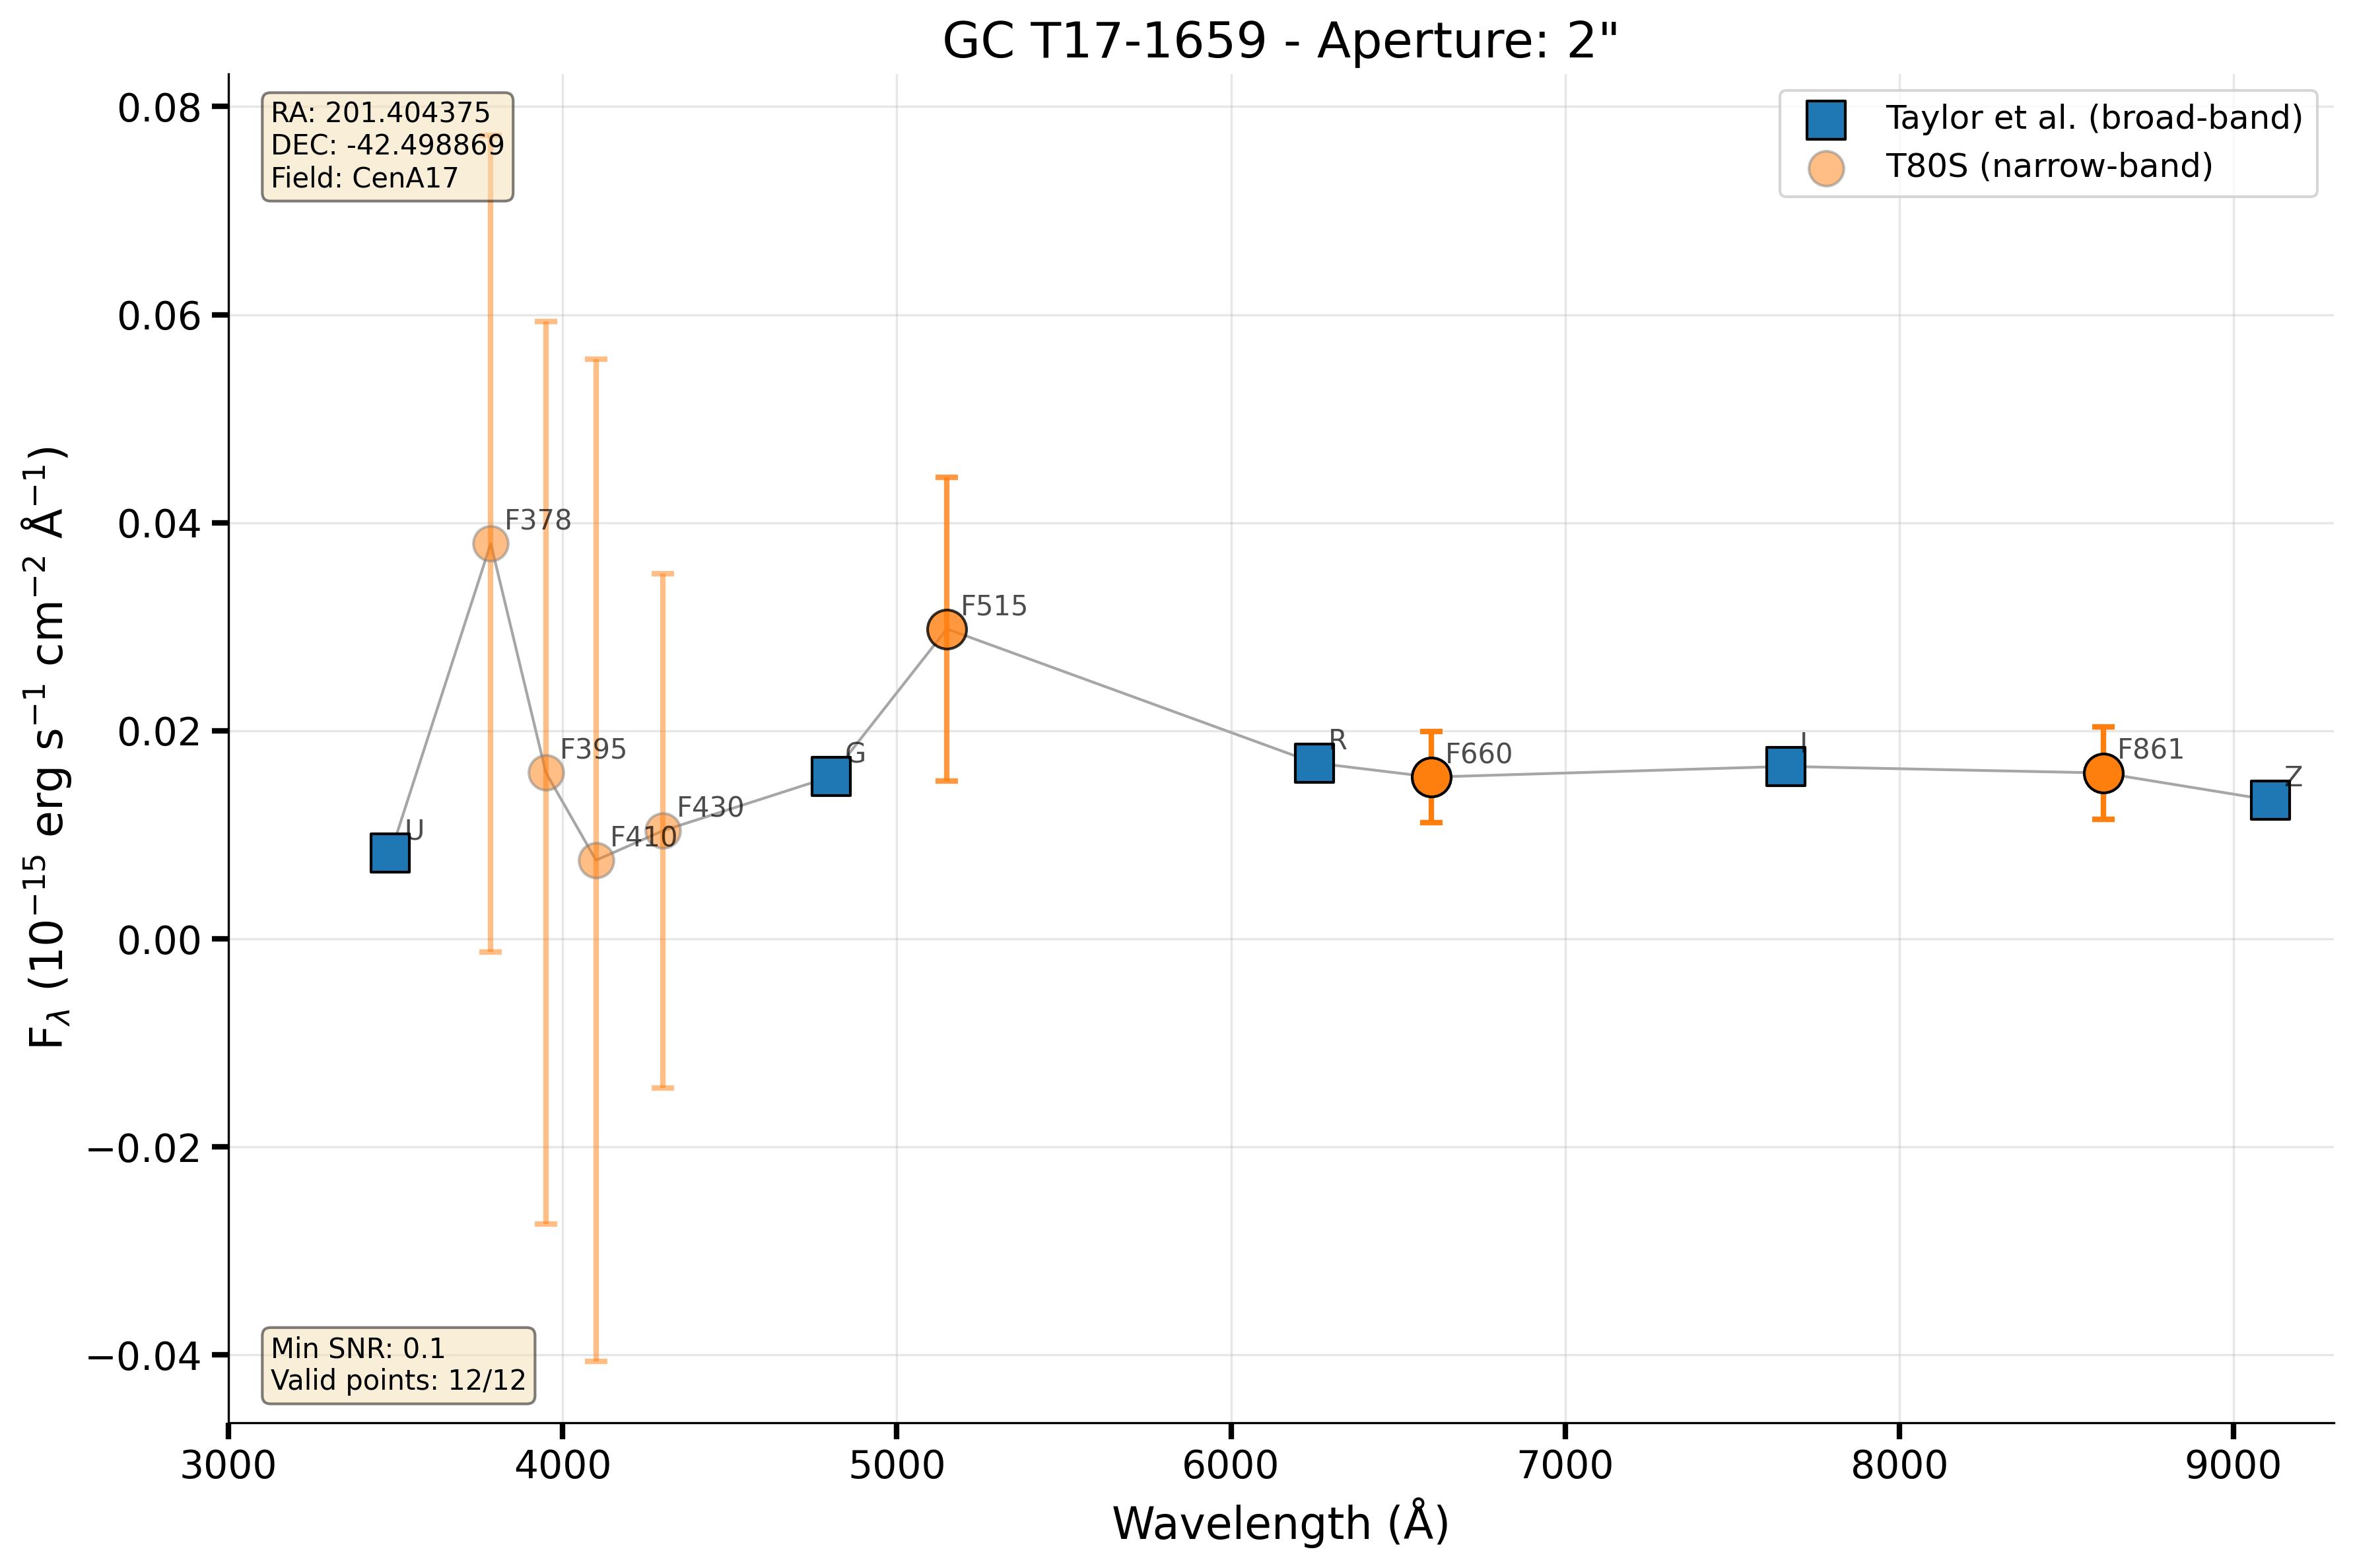 GC T17-1659 - Aperture: 2"
RA: 201.404375
DEC: -42.498869
Field: CenA17
Taylor et al. (broad-band)
T80S (narrow-band)
0.08
0.06
0.04
0.02
0.00
−0.02
−0.04
F_λ (10⁻¹⁵ erg s⁻¹ cm⁻² Å⁻¹)
U
F378
F395
F410
F430
G
F515
R
F660
I
F861
Z
Min SNR: 0.1
Valid points: 12/12
3000 4000 5000 6000 7000 8000 9000
Wavelength (Å)